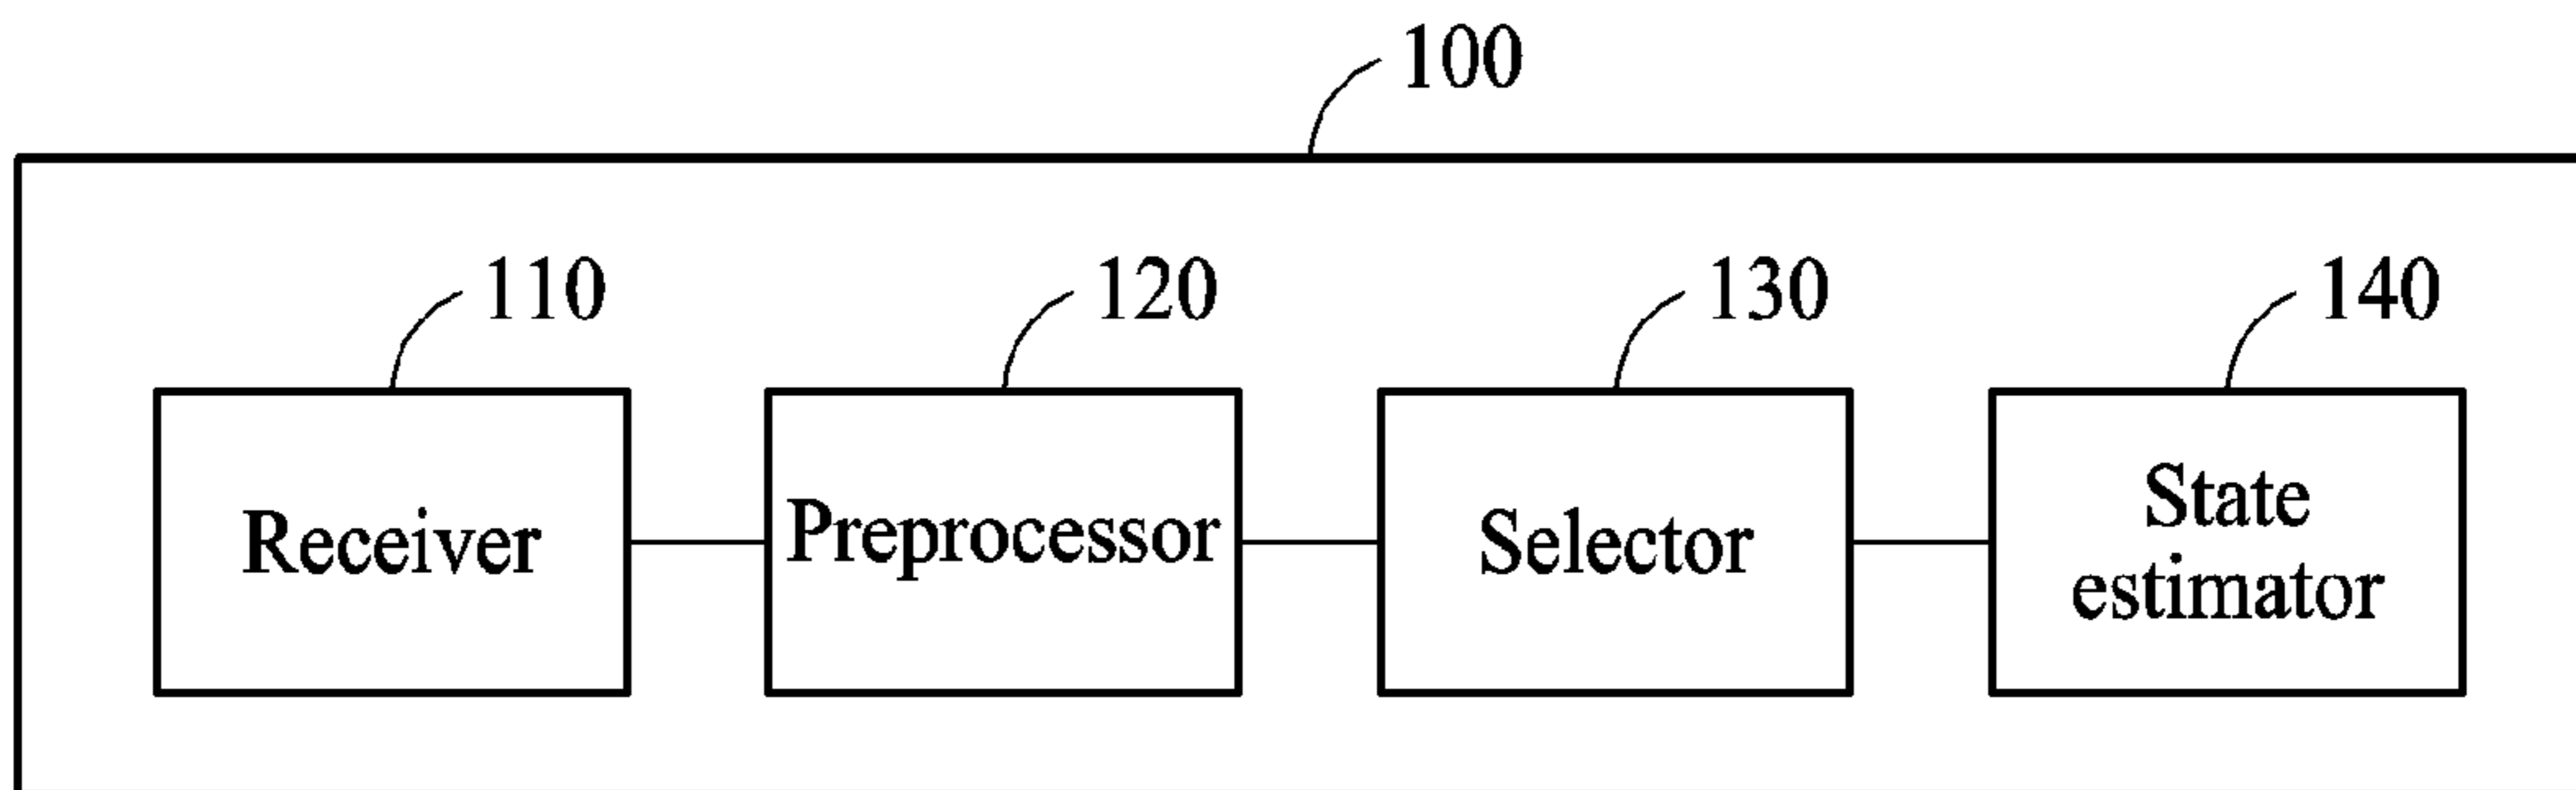 100
110
120
130
140
Receiver
Preprocessor
Selector
State
estimator